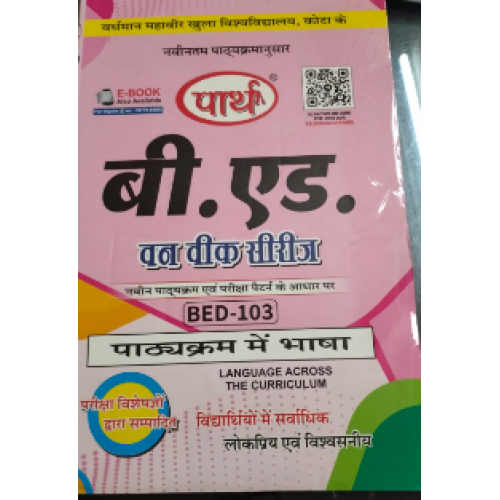 वर्धमान महावीर खुला विश्वविद्यालय, कोटा के
नवीनतम पाठ्यक्रमानुसार
E-BOOK
Also Available
पार्थ
बी.एड.
वन वीक सीरीज
नवीन पाठ्यक्रम एवं परीक्षा पैटर्न के आधार पर
BED-103
पाठ्यक्रम में भाषा
LANGUAGE ACROSS
THE CURRICULUM
परीक्षा विशेषज्ञों
द्वारा सम्पादित
विद्यार्थियों में सर्वाधिक
लोकप्रिय एवं विश्वसनीय